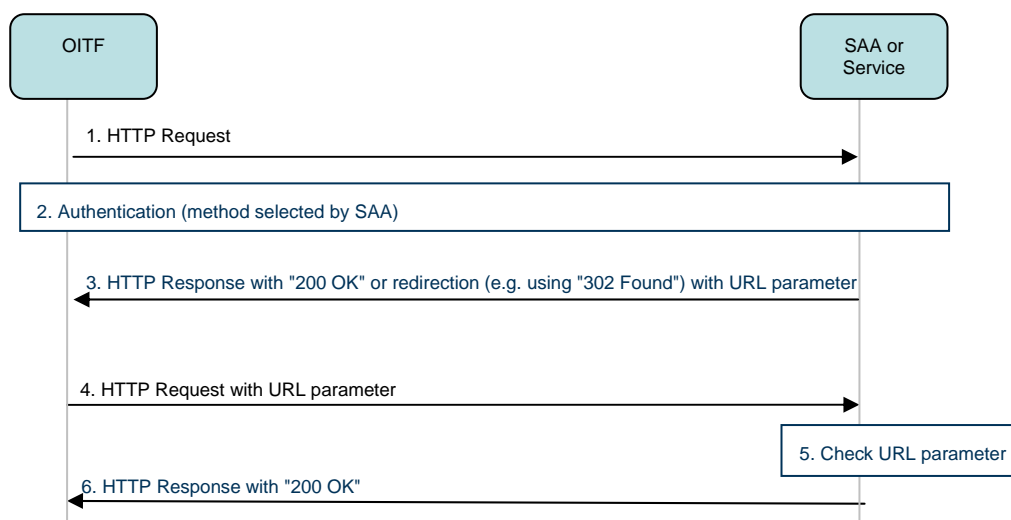 OITF
SAA or
Service
1. HTTP Request
2. Authentication (method selected by SAA)
3. HTTP Response with "200 OK" or redirection (e.g. using "302 Found") with URL parameter
4. HTTP Request with URL parameter
5. Check URL parameter
6. HTTP Response with "200 OK"